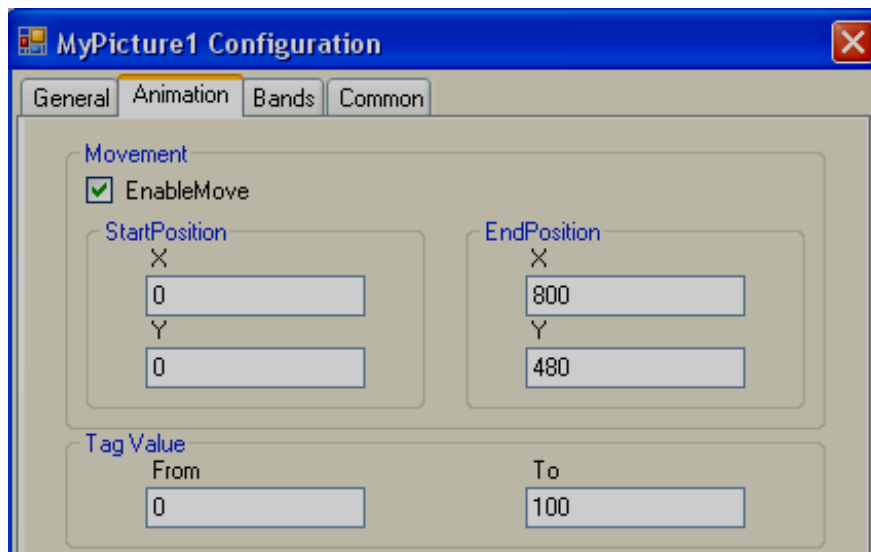 MyPicture1 Configuration
General Animation Bands Common
Movement
EnableMove
StartPosition EndPosition
X X
0 800
Y Y
0 480
Tag Value
From To
0 100